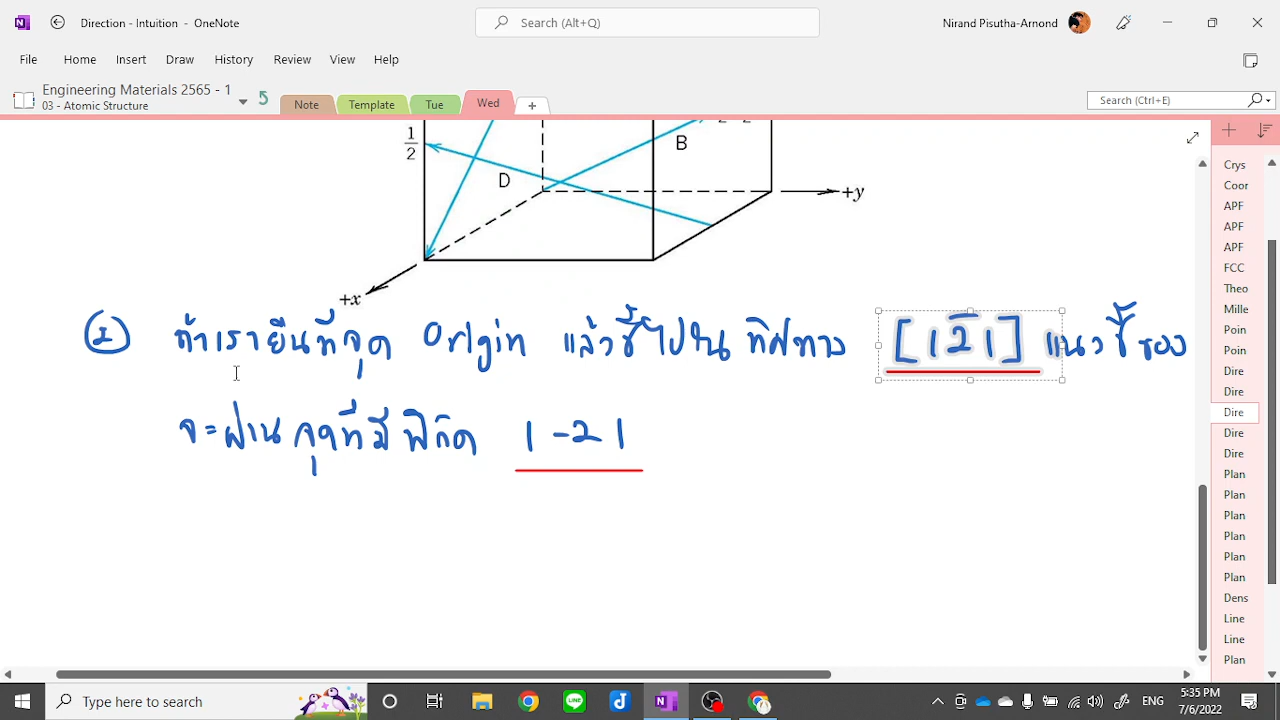 Direction - Intuition - OneNote
Search (Alt+Q)
Nirand Pisutha-Arnond
File Home Insert Draw History Review View Help
Engineering Materials 2565 - 1
03 - Atomic Structure
Note Template Tue Wed +
Search (Ctrl+E)
1/2
B
D
+y
+x
② ถ้าเรายืนที่จุด Origin แล้วชี้ไปใน ทิศทาง [1 2̅ 1] แนวชี้ของ
จะผ่านจุดที่มี พิกัด 1 -2 1
Crys
Coor
APF
APF
APF
FCC
Theo
Mille
Poin
Poin
Dire
Dire
Dire
Dire
Dire
Plan
Plan
Plan
Plan
Plan
Plan
Dens
Line
Line
Plan
Type here to search
ENG
5:35 PM
7/6/2022